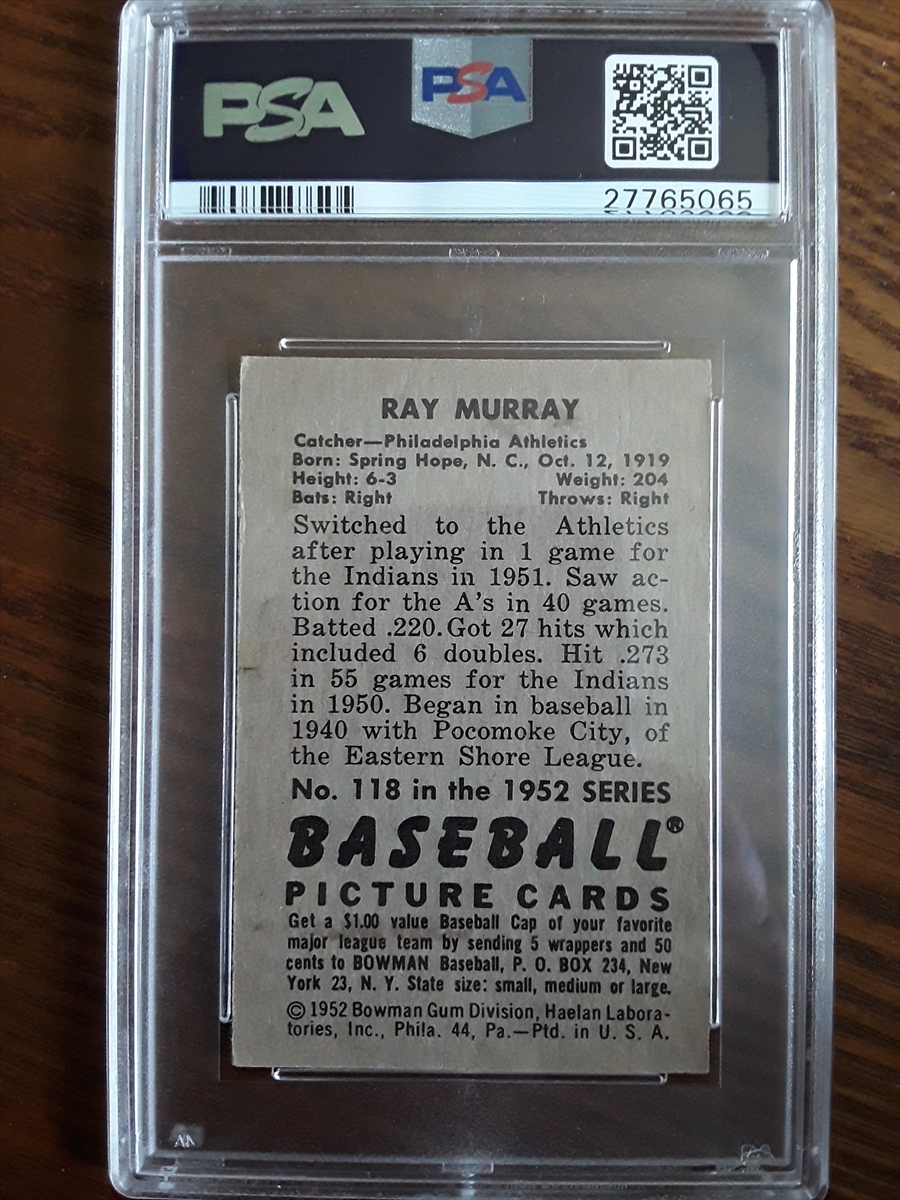 PSA
PSA
27765065
RAY MURRAY
Catcher—Philadelphia Athletics
Born: Spring Hope, N. C., Oct. 12, 1919
Height: 6-3 Weight: 204
Bats: Right Throws: Right
Switched to the Athletics
after playing in 1 game for
the Indians in 1951. Saw ac-
tion for the A's in 40 games.
Batted .220. Got 27 hits which
included 6 doubles. Hit .273
in 55 games for the Indians
in 1950. Began in baseball in
1940 with Pocomoke City, of
the Eastern Shore League.
No. 118 in the 1952 SERIES
BASEBALL®
PICTURE CARDS
Get a $1.00 value Baseball Cap of your favorite
major league team by sending 5 wrappers and 50
cents to BOWMAN Baseball, P. O. BOX 234, New
York 23, N. Y. State size: small, medium or large.
© 1952 Bowman Gum Division, Haelan Labora-
tories, Inc., Phila. 44, Pa.—Ptd. in U. S. A.